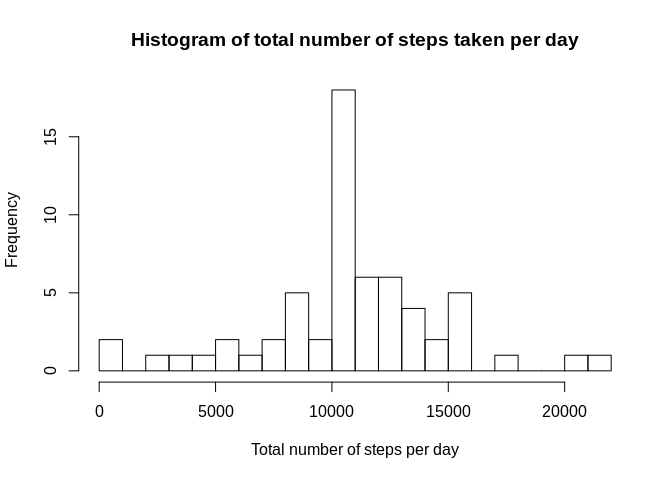 Histogram of total number of steps taken per day
Frequency
15
10
5
0
0 5000 10000 15000 20000
Total number of steps per day